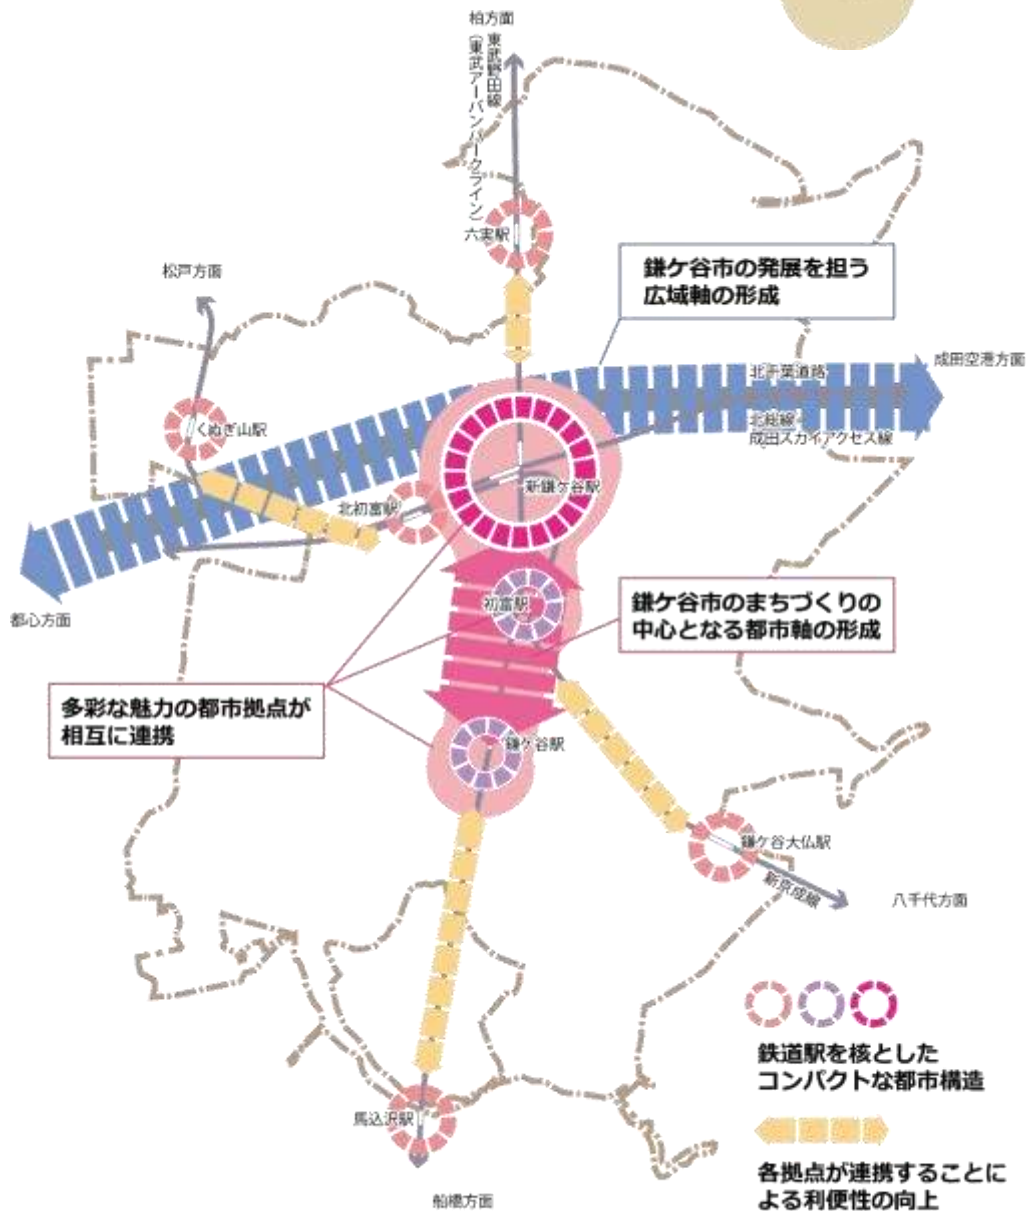 柏方面
東武野田線
(東武アーバンパークライン)
六実駅
松戸方面
鎌ケ谷市の発展を担う
広域軸の形成
成田空港方面
北千葉道路
北総線
成田スカイアクセス線
くぬぎ山駅
新鎌ケ谷駅
北初富駅
都心方面
初富駅
鎌ケ谷市のまちづくりの
中心となる都市軸の形成
多彩な魅力の都市拠点が
相互に連携
鎌ケ谷駅
鎌ケ谷大仏駅
新京成線
八千代方面
鉄道駅を核とした
コンパクトな都市構造
馬込沢駅
各拠点が連携することに
よる利便性の向上
船橋方面